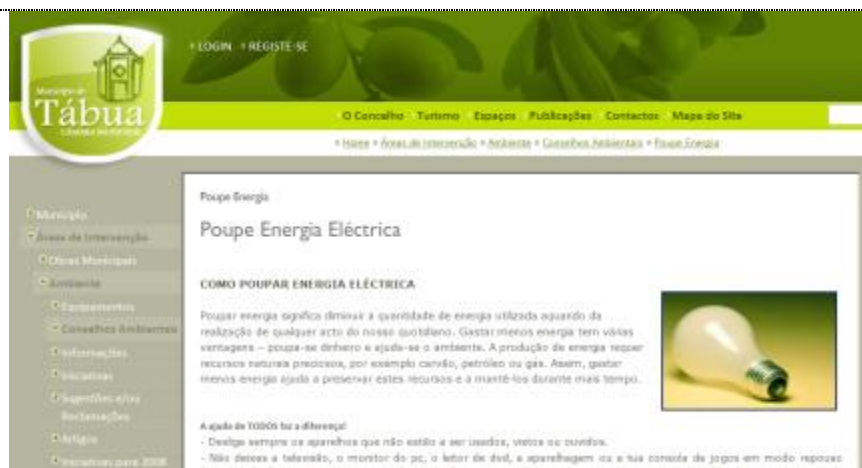 LOGIN REGISTE-SE
Município de
Tábua
CÂMARA MUNICIPAL
O Concelho Turismo Espaços Publicações Contactos Mapa do Site
Home Áreas de Intervenção Ambiente Conselhos Ambientais Poupe Energia
Município
Áreas de Intervenção
Obras Municipais
Ambiente
Equipamentos
Conselhos Ambientais
Informações
Iniciativas
Sugestões e/ou
Reclamações
Artigos
Iniciativas para 2008
Poupe Energia
Poupe Energia Eléctrica
COMO POUPAR ENERGIA ELÉCTRICA
Poupar energia significa diminuir a quantidade de energia utilizada aquando da
realização de qualquer acto do nosso quotidiano. Gastar menos energia tem várias
vantagens – poupa-se dinheiro e ajuda-se o ambiente. A produção de energia requer
recursos naturais preciosos, por exemplo carvão, petróleo ou gás. Assim, gastar
menos energia ajuda a preservar estes recursos e a mantê-los durante mais tempo.
A ajuda de TODOS faz a diferença!
- Desliga sempre os aparelhos que não estão a ser usados, vistos ou ouvidos.
- Não deixes a televisão, o monitor do pc, o leitor de dvd, a aparelhagem ou a tua consola de jogos em modo repouso